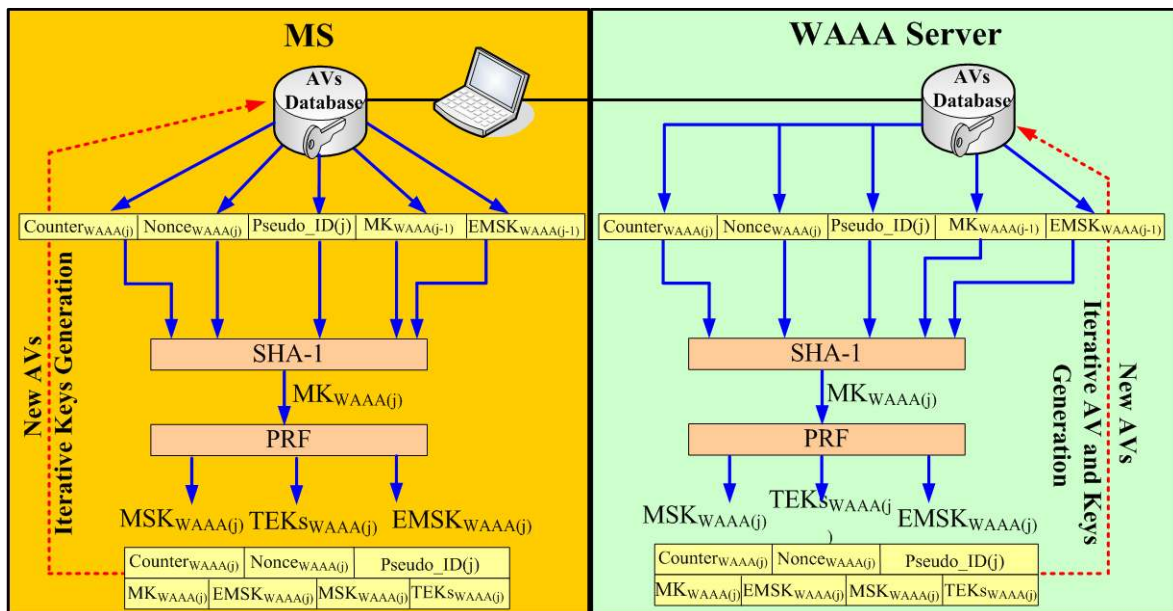 MS
AVs
Database
CounterWAAA(j) NonceWAAA(j) Pseudo_ID(j) MKWAAA(j-1) EMSKWAAA(j-1)
SHA-1
MKWAAA(j)
PRF
MSKWAAA(j) TEKsWAAA(j) EMSKWAAA(j)
CounterWAAA(j) NonceWAAA(j) Pseudo_ID(j)
MKWAAA(j) EMSKWAAA(j) MSKWAAA(j) TEKsWAAA(j)
New AVs
Iterative Keys Generation
WAAA Server
AVs
Database
CounterWAAA(j) NonceWAAA(j) Pseudo_ID(j) MKWAAA(j-1) EMSKWAAA(j-1)
SHA-1
MKWAAA(j)
PRF
MSKWAAA(j) TEKsWAAA(j
) EMSKWAAA(j)
CounterWAAA(j) NonceWAAA(j) Pseudo_ID(j)
MKWAAA(j) EMSKWAAA(j) MSKWAAA(j) TEKsWAAA(j)
New AVs
Iterative AV and Keys
Generation